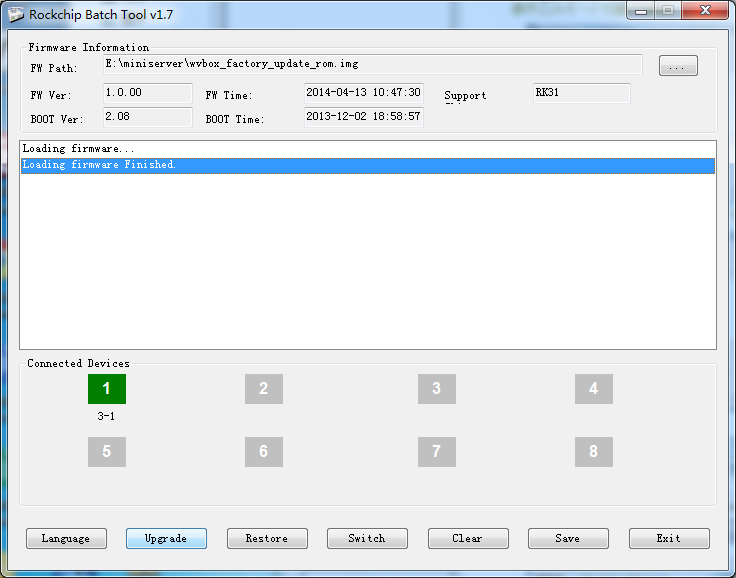 Rockchip Batch Tool v1.7
Firmware Information
FW Path: E:\miniserver\wvbox_factory_update_rom.img ...
FW Ver: 1.0.00 FW Time: 2014-04-13 10:47:30 Support RK31
BOOT Ver: 2.08 BOOT Time: 2013-12-02 18:58:57
Loading firmware...
Loading firmware Finished.
Connected Devices
1 2 3 4
3-1
5 6 7 8
Language Upgrade Restore Switch Clear Save Exit